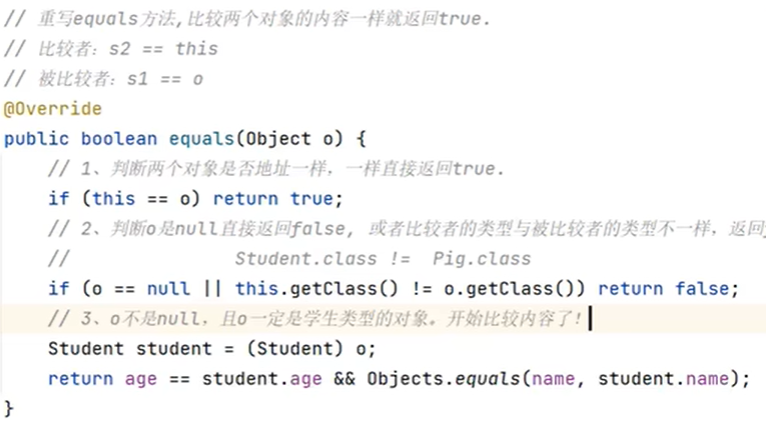 // 重写equals方法,比较两个对象的内容一样就返回true.
// 比较者: s2 == this
// 被比较者: s1 == o
@Override
public boolean equals(Object o) {
// 1、判断两个对象是否地址一样，一样直接返回true.
if (this == o) return true;
// 2、判断o是null直接返回false, 或者比较者的类型与被比较者的类型不一样，返回
// Student.class != Pig.class
if (o == null || this.getClass() != o.getClass()) return false;
// 3、o不是null，且o一定是学生类型的对象。开始比较内容了!
Student student = (Student) o;
return age == student.age && Objects.equals(name, student.name);
}